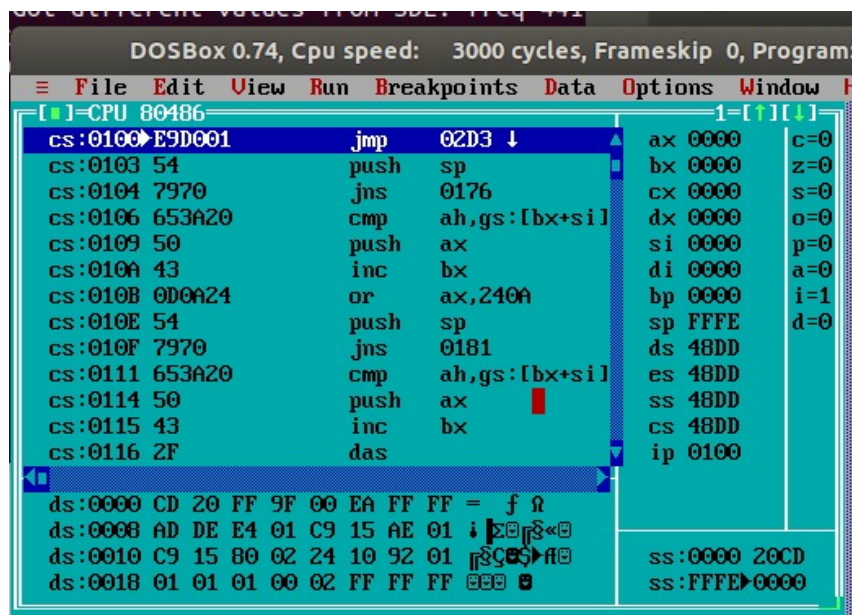 DOSBox 0.74, Cpu speed: 3000 cycles, Frameskip 0, Program:
≡ File Edit View Run Breakpoints Data Options Window
[■]=CPU 80486 1=[↑][↓]
cs:0100►E9D001 jmp 02D3 ↓ ax 0000 c=0
cs:0103 54 push sp bx 0000 z=0
cs:0104 7970 jns 0176 cx 0000 s=0
cs:0106 653A20 cmp ah,gs:[bx+si] dx 0000 o=0
cs:0109 50 push ax si 0000 p=0
cs:010A 43 inc bx di 0000 a=0
cs:010B 0D0A24 or ax,240A bp 0000 i=1
cs:010E 54 push sp sp FFFE d=0
cs:010F 7970 jns 0181 ds 48DD
cs:0111 653A20 cmp ah,gs:[bx+si] es 48DD
cs:0114 50 push ax ss 48DD
cs:0115 43 inc bx cs 48DD
cs:0116 2F das ip 0100
ds:0000 CD 20 FF 9F 00 EA FF FF = ƒ Ω
ds:0008 AD DE E4 01 C9 15 AE 01
ds:0010 C9 15 80 02 24 10 92 01 ss:0000 20CD
ds:0018 01 01 01 00 02 FF FF FF ss:FFFE►0000